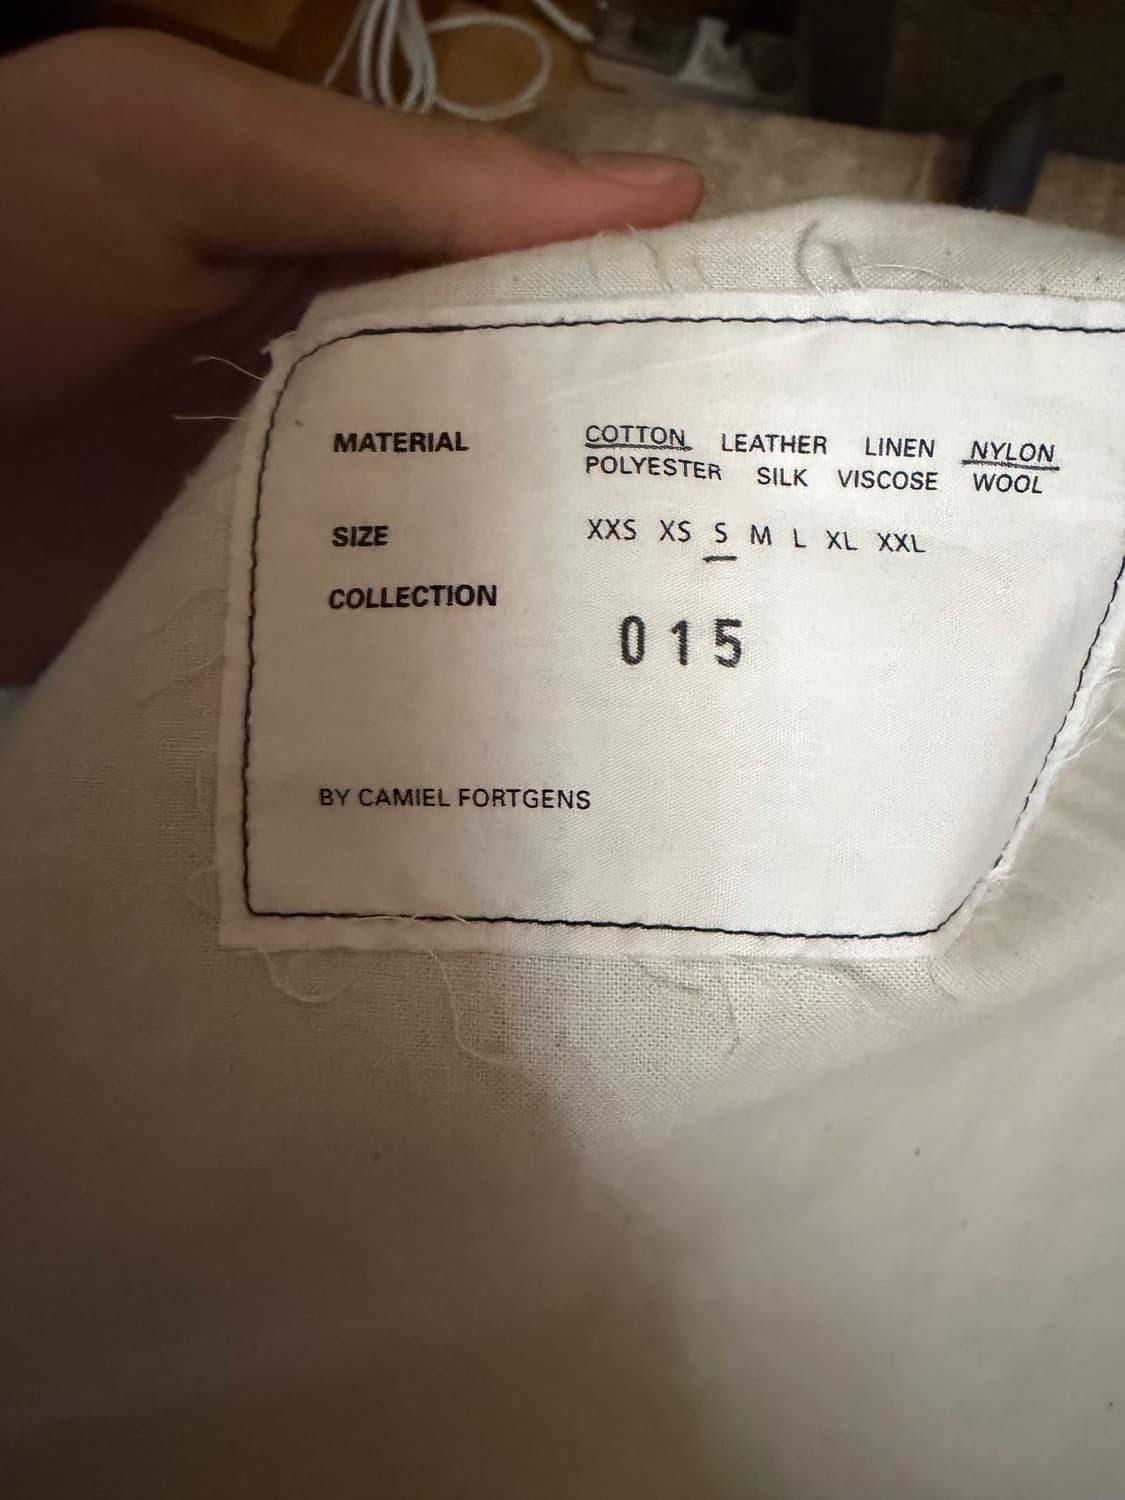 MATERIAL COTTON LEATHER LINEN NYLON
POLYESTER SILK VISCOSE WOOL
SIZE XXS XS S M L XL XXL
COLLECTION
015
BY CAMIEL FORTGENS